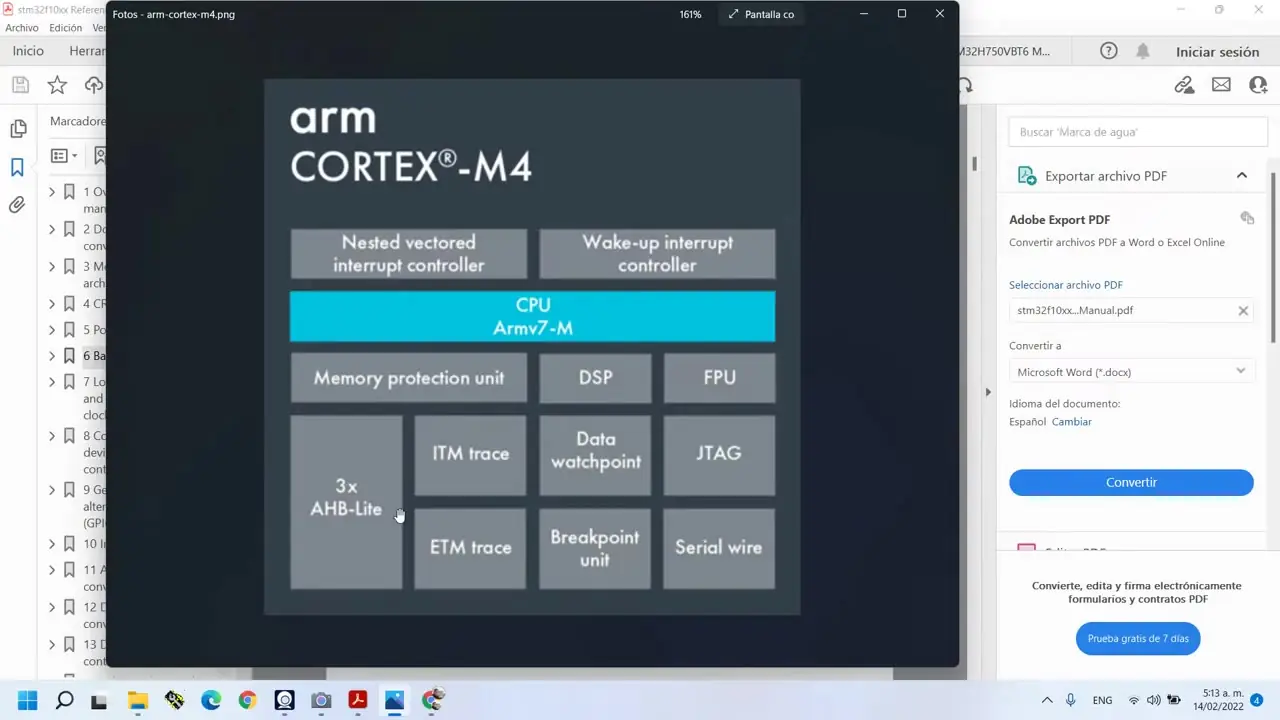 stm32f10xx Referen
Fotos - arm-cortex-m4.png
161%
Pantalla co
Archivo
Edición
Ve
Inicio
Herrar
M32H750VBT6 M...
Iniciar sesión
Marcadore
1 Ov
man
2 Do
conv
3 Me
arch
4 CR
5 Po
6 Ba
7 Lo
and
cloc
8 Co
devi
cont
9 Ge
alter
(GPI
10 In
11 A
conv
12 D
conv
13 D
cont
arm
CORTEX®-M4
Nested vectored
interrupt controller
Wake-up interrupt
controller
CPU
Armv7-M
Memory protection unit
DSP
FPU
3x
AHB-Lite
ITM trace
Data
watchpoint
JTAG
ETM trace
Breakpoint
unit
Serial wire
Buscar 'Marca de agua'
Exportar archivo PDF
Adobe Export PDF
Convertir archivos PDF a Word o Excel Online
Seleccionar archivo PDF
stm32f10xx...Manual.pdf
Convertir a
Microsoft Word (*.docx)
Idioma del documento:
Español Cambiar
Convertir
Convierte, edita y firma electrónicamente
formularios y contratos PDF
Prueba gratis de 7 días
ENG
5:13 a. m.
14/02/2022
4